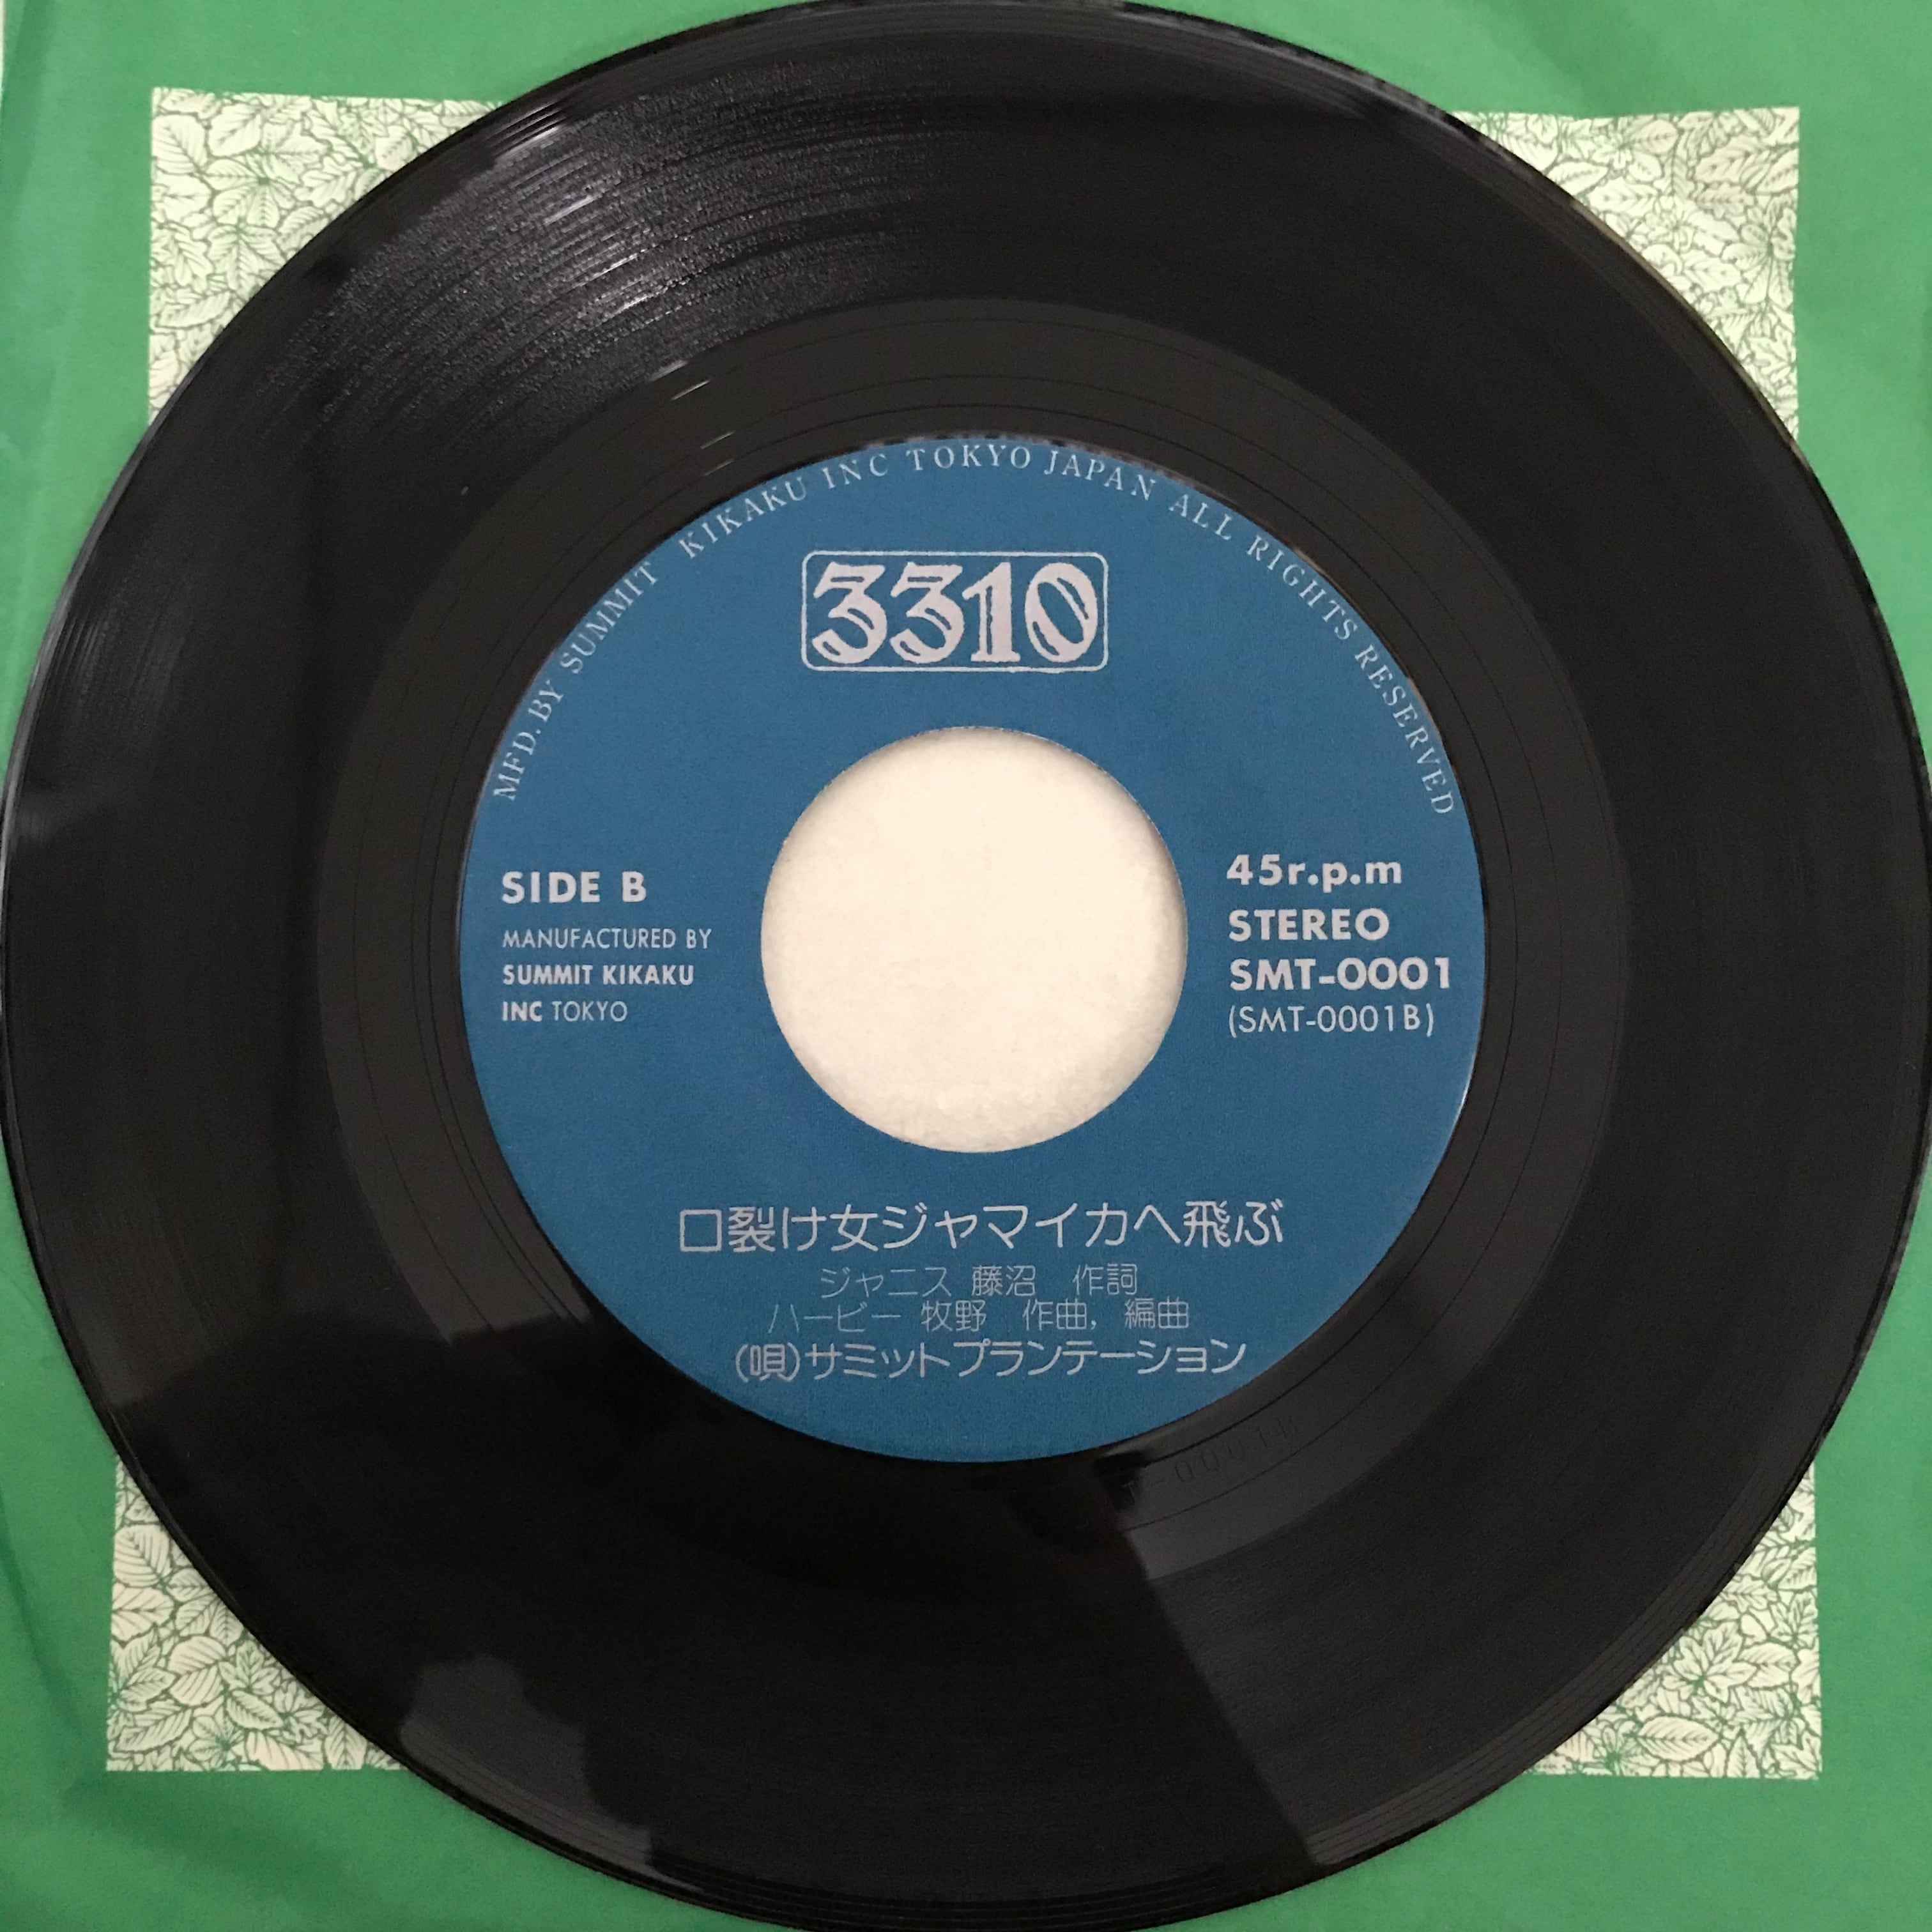 MFD. BY SUMMIT KIKAKU INC TOKYO JAPAN ALL RIGHTS RESERVED
3310
SIDE B
MANUFACTURED BY
SUMMIT KIKAKU
INC TOKYO
45r.p.m
STEREO
SMT-0001
(SMT-0001B)
口裂け女ジャマイカへ飛ぶ
ジャニス 藤沼 作詞
ハービー 牧野 作曲, 編曲
(唄)サミットプランテーション